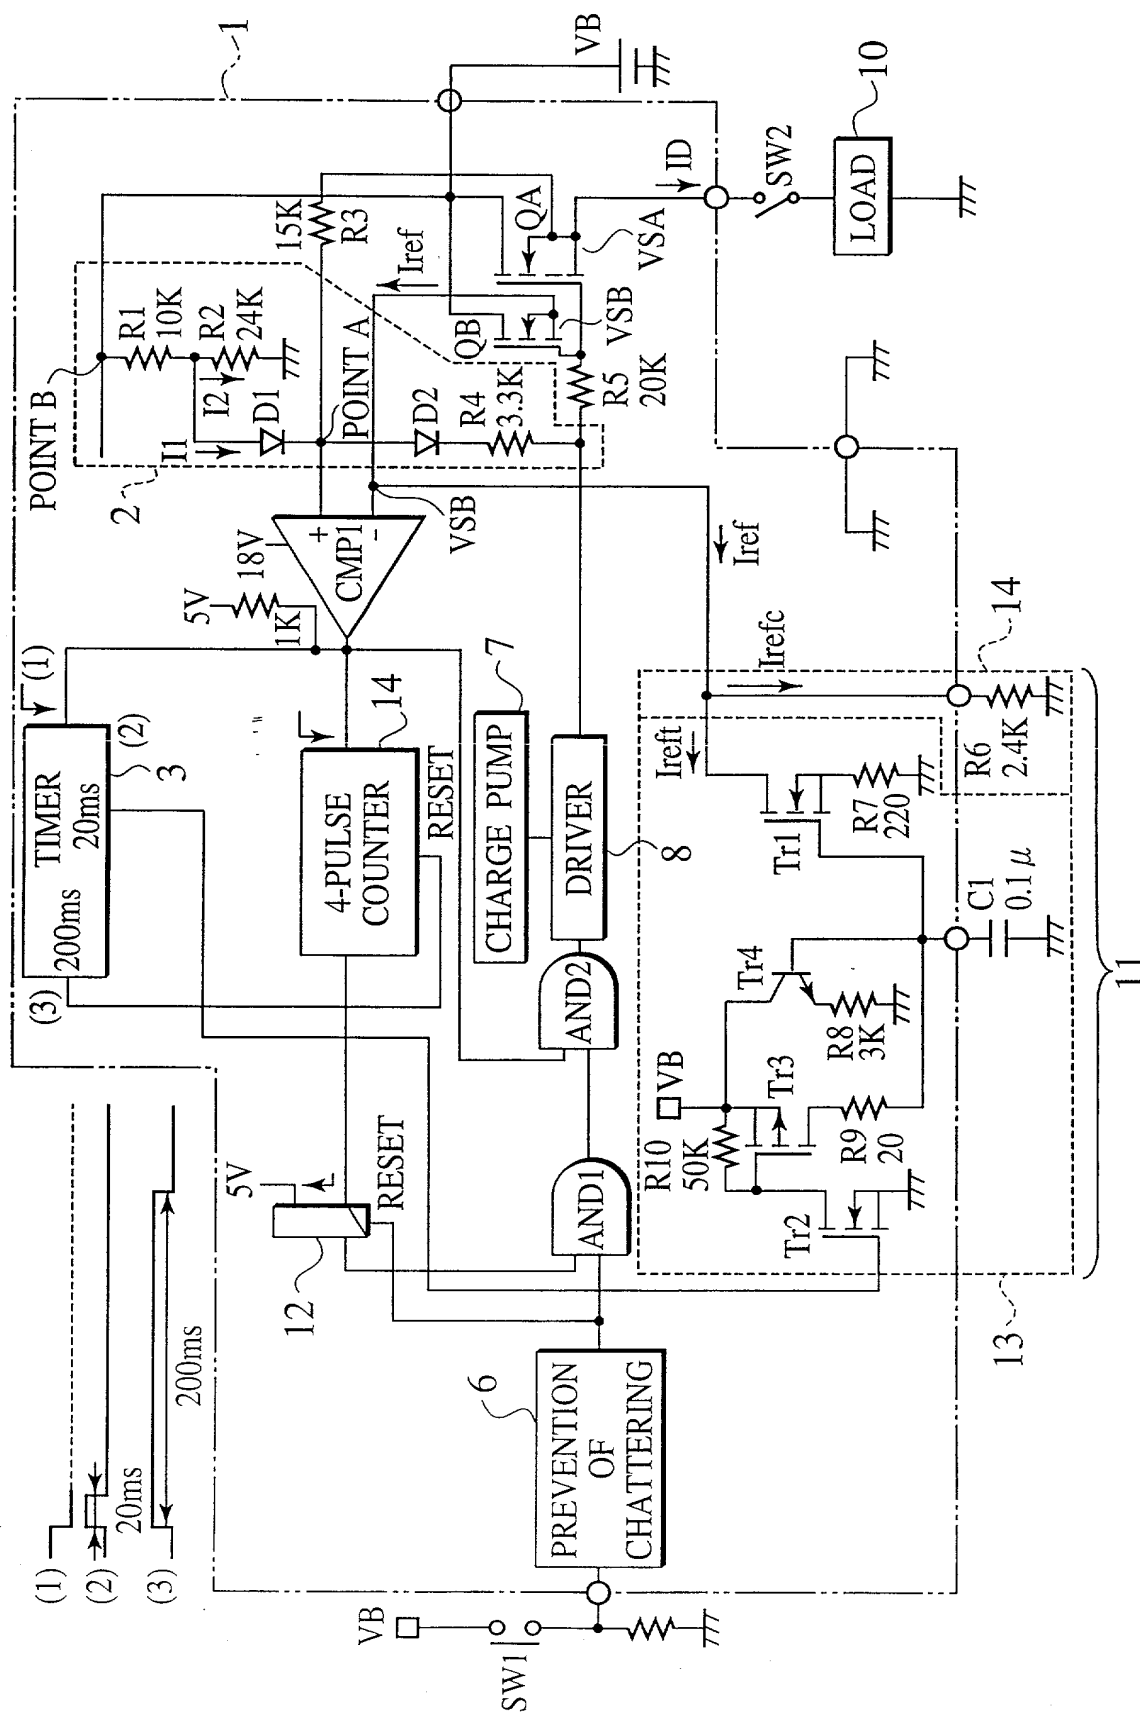 (1)
(2)
(3)
20ms
200ms
VB
SW1
6
PREVENTION
OF
CHATTERING
12
5V
RESET
AND1
AND2
(3)
200ms
TIMER
20ms
(2)
(1)
3
4-PULSE
COUNTER
14
RESET
CHARGE PUMP
7
DRIVER
8
5V
1K
18V
+
-
CMP1
VSB
2
POINT B
R1
10K
R2
24K
I2
I1
D1
POINT A
D2
R4
3.3K
R5
20K
15K
R3
Iref
QB
VSB
QA
VSA
1
VB
ID
SW2
10
LOAD
Iref
Irefc
14
Ireft
R6
2.4K
Tr1
R7
220
C1
0.1μ
Tr4
R8
3K
VB
R10
50K
Tr3
R9
20
Tr2
13
11